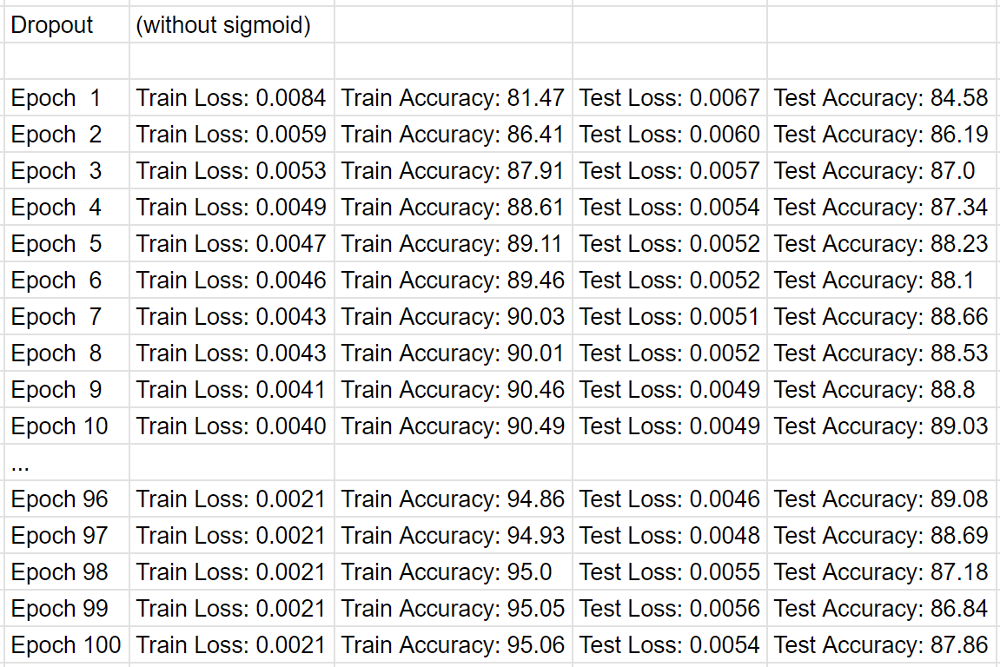 Dropout (without sigmoid)
Epoch  1 Train Loss: 0.0084 Train Accuracy: 81.47 Test Loss: 0.0067 Test Accuracy: 84.58
Epoch  2 Train Loss: 0.0059 Train Accuracy: 86.41 Test Loss: 0.0060 Test Accuracy: 86.19
Epoch  3 Train Loss: 0.0053 Train Accuracy: 87.91 Test Loss: 0.0057 Test Accuracy: 87.0
Epoch  4 Train Loss: 0.0049 Train Accuracy: 88.61 Test Loss: 0.0054 Test Accuracy: 87.34
Epoch  5 Train Loss: 0.0047 Train Accuracy: 89.11 Test Loss: 0.0052 Test Accuracy: 88.23
Epoch  6 Train Loss: 0.0046 Train Accuracy: 89.46 Test Loss: 0.0052 Test Accuracy: 88.1
Epoch  7 Train Loss: 0.0043 Train Accuracy: 90.03 Test Loss: 0.0051 Test Accuracy: 88.66
Epoch  8 Train Loss: 0.0043 Train Accuracy: 90.01 Test Loss: 0.0052 Test Accuracy: 88.53
Epoch  9 Train Loss: 0.0041 Train Accuracy: 90.46 Test Loss: 0.0049 Test Accuracy: 88.8
Epoch 10 Train Loss: 0.0040 Train Accuracy: 90.49 Test Loss: 0.0049 Test Accuracy: 89.03
...
Epoch 96 Train Loss: 0.0021 Train Accuracy: 94.86 Test Loss: 0.0046 Test Accuracy: 89.08
Epoch 97 Train Loss: 0.0021 Train Accuracy: 94.93 Test Loss: 0.0048 Test Accuracy: 88.69
Epoch 98 Train Loss: 0.0021 Train Accuracy: 95.0 Test Loss: 0.0055 Test Accuracy: 87.18
Epoch 99 Train Loss: 0.0021 Train Accuracy: 95.05 Test Loss: 0.0056 Test Accuracy: 86.84
Epoch 100 Train Loss: 0.0021 Train Accuracy: 95.06 Test Loss: 0.0054 Test Accuracy: 87.86